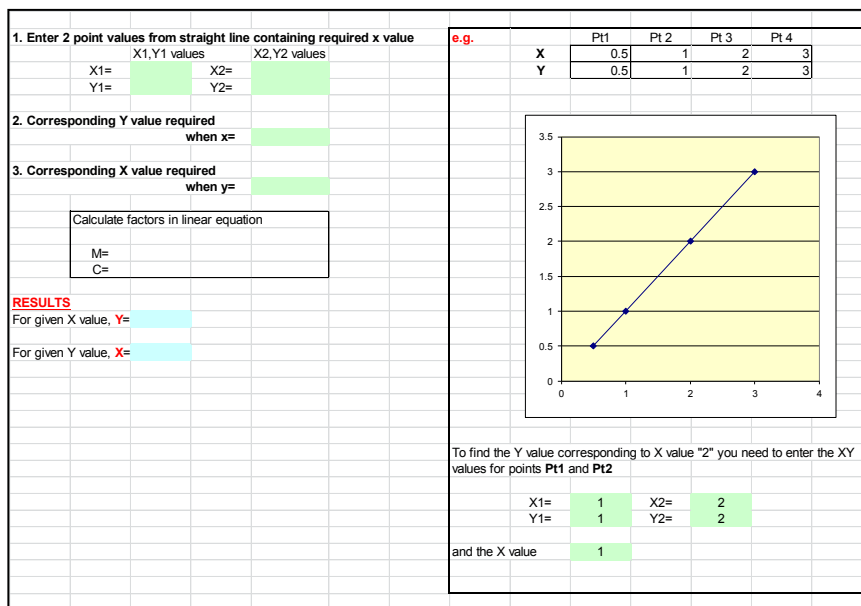 1. Enter 2 point values from straight line containing required x value
X1,Y1 values X2,Y2 values
X1= X2=
Y1= Y2=
2. Corresponding Y value required
when x=
3. Corresponding X value required
when y=
Calculate factors in linear equation
M=
C=
RESULTS
For given X value, Y=
For given Y value, X=
e.g. Pt1 Pt 2 Pt 3 Pt 4
X 0.5 1 2 3
Y 0.5 1 2 3
3.5
3
2.5
2
1.5
1
0.5
0
0 1 2 3 4
To find the Y value corresponding to X value "2" you need to enter the XY
values for points Pt1 and Pt2
X1= 1 X2= 2
Y1= 1 Y2= 2
and the X value 1